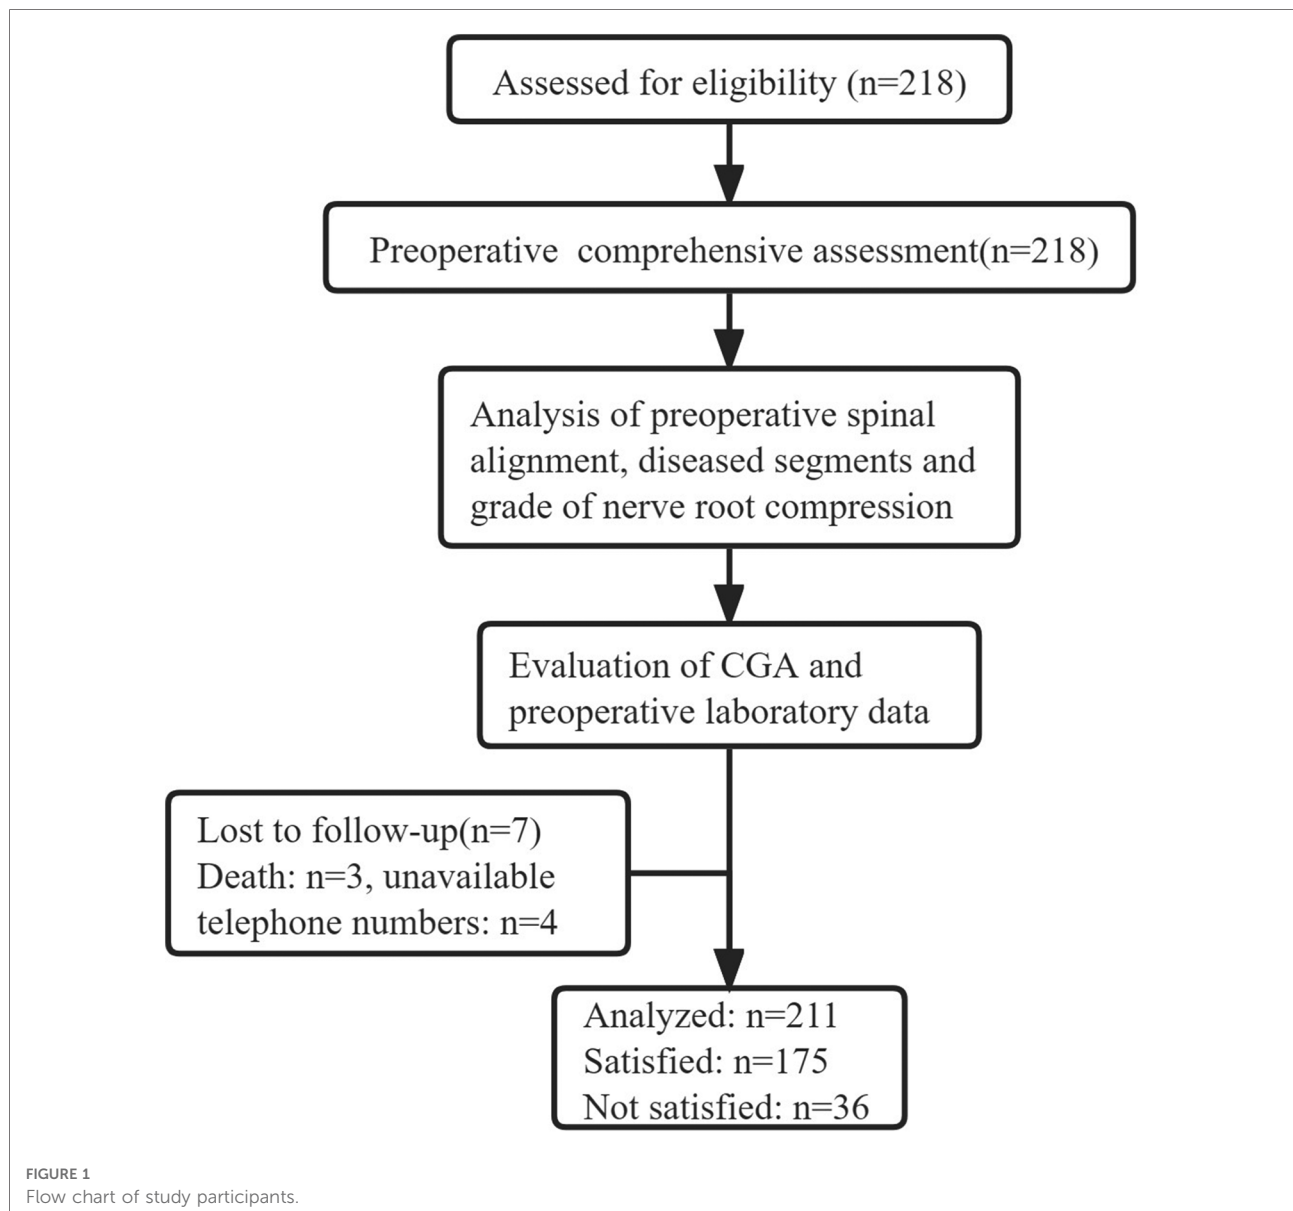 Assessed for eligibility (n=218)
Preoperative  comprehensive assessment(n=218)
Analysis of preoperative spinal
alignment, diseased segments and
grade of nerve root compression
Evaluation of CGA and
preoperative laboratory data
Lost to follow-up(n=7)
Death: n=3, unavailable
telephone numbers: n=4
Analyzed: n=211
Satisfied: n=175
Not satisfied: n=36
FIGURE 1
Flow chart of study participants.